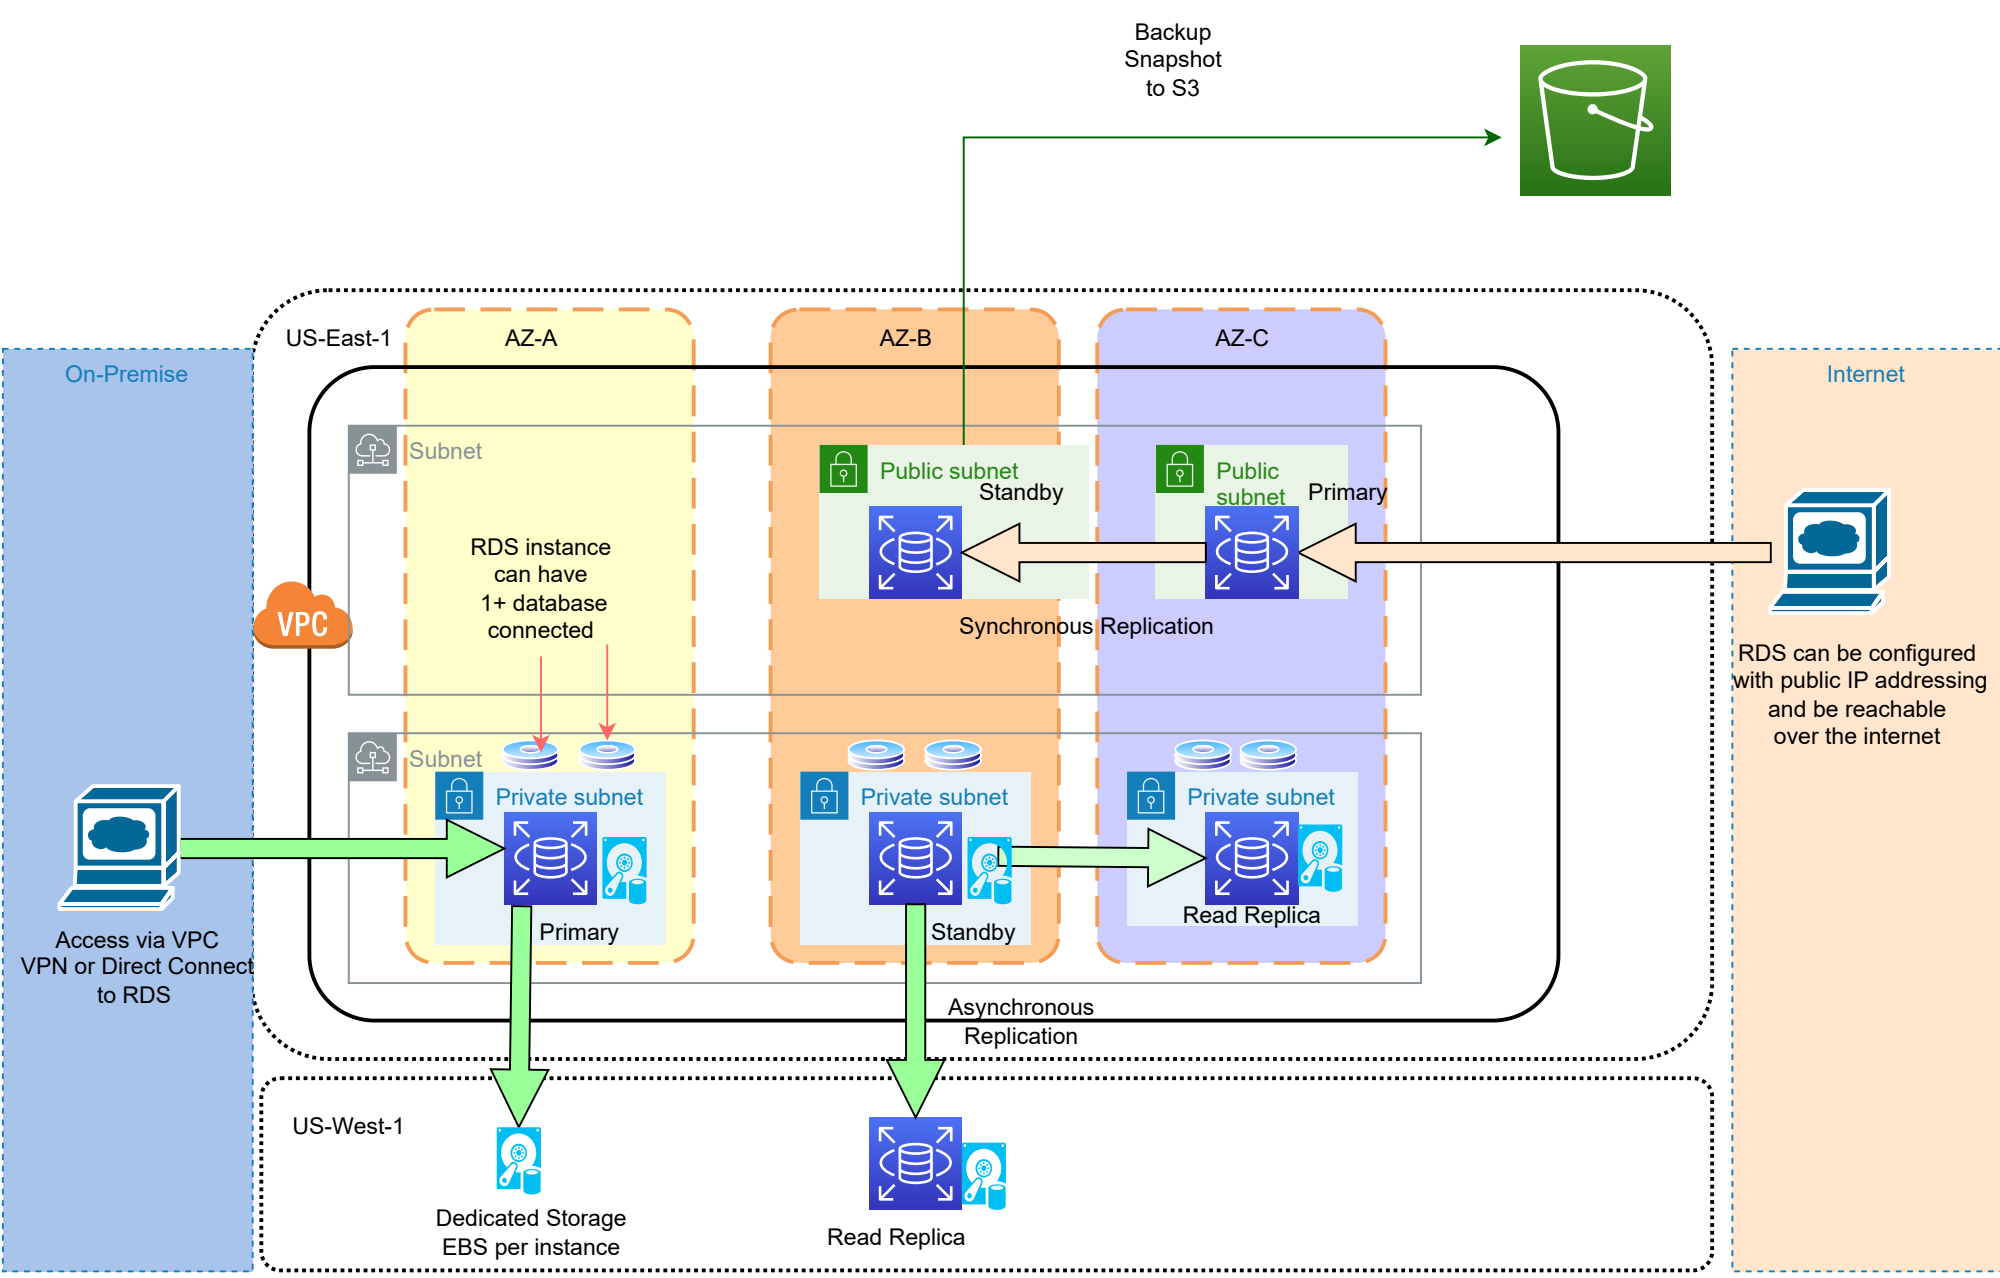 Backup
Snapshot
to S3
US-East-1
AZ-A
AZ-B
AZ-C
On-Premise
Internet
Subnet
Public subnet
Standby
Public
subnet
Primary
RDS instance
can have
1+ database
connected
VPC
Synchronous Replication
RDS can be configured
with public IP addressing
and be reachable
over the internet
Subnet
Private subnet
Private subnet
Private subnet
Primary
Standby
Read Replica
Access via VPC
VPN or Direct Connect
to RDS
Asynchronous
Replication
US-West-1
Dedicated Storage
EBS per instance
Read Replica